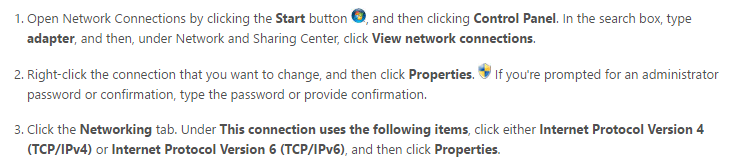 1. Open Network Connections by clicking the Start button , and then clicking Control Panel. In the search box, type
adapter, and then, under Network and Sharing Center, click View network connections.
2. Right-click the connection that you want to change, and then click Properties. If you're prompted for an administrator
password or confirmation, type the password or provide confirmation.
3. Click the Networking tab. Under This connection uses the following items, click either Internet Protocol Version 4
(TCP/IPv4) or Internet Protocol Version 6 (TCP/IPv6), and then click Properties.